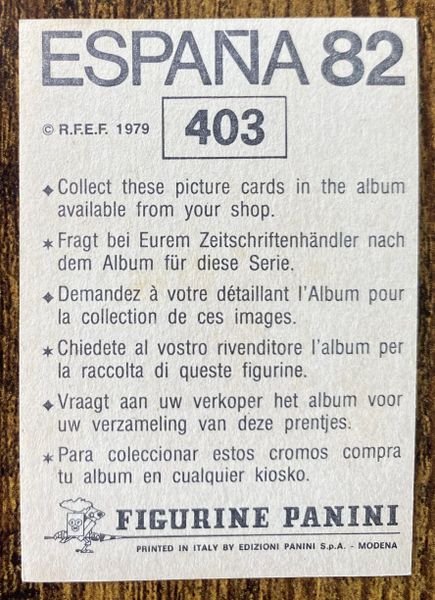 ESPAÑA 82
© R.F.E.F. 1979 403
Collect these picture cards in the album
available from your shop.
Fragt bei Eurem Zeitschriftenhändler nach
dem Album für diese Serie.
Demandez à votre détaillant l'Album pour
la collection de ces images.
Chiedete al vostro rivenditore l'album per
la raccolta di queste figurine.
Vraagt aan uw verkoper het album voor
uw verzameling van deze prentjes.
Para coleccionar estos cromos compra
tu album en cualquier kiosko.
FIGURINE PANINI
PRINTED IN ITALY BY EDIZIONI PANINI S.p.A. - MODENA